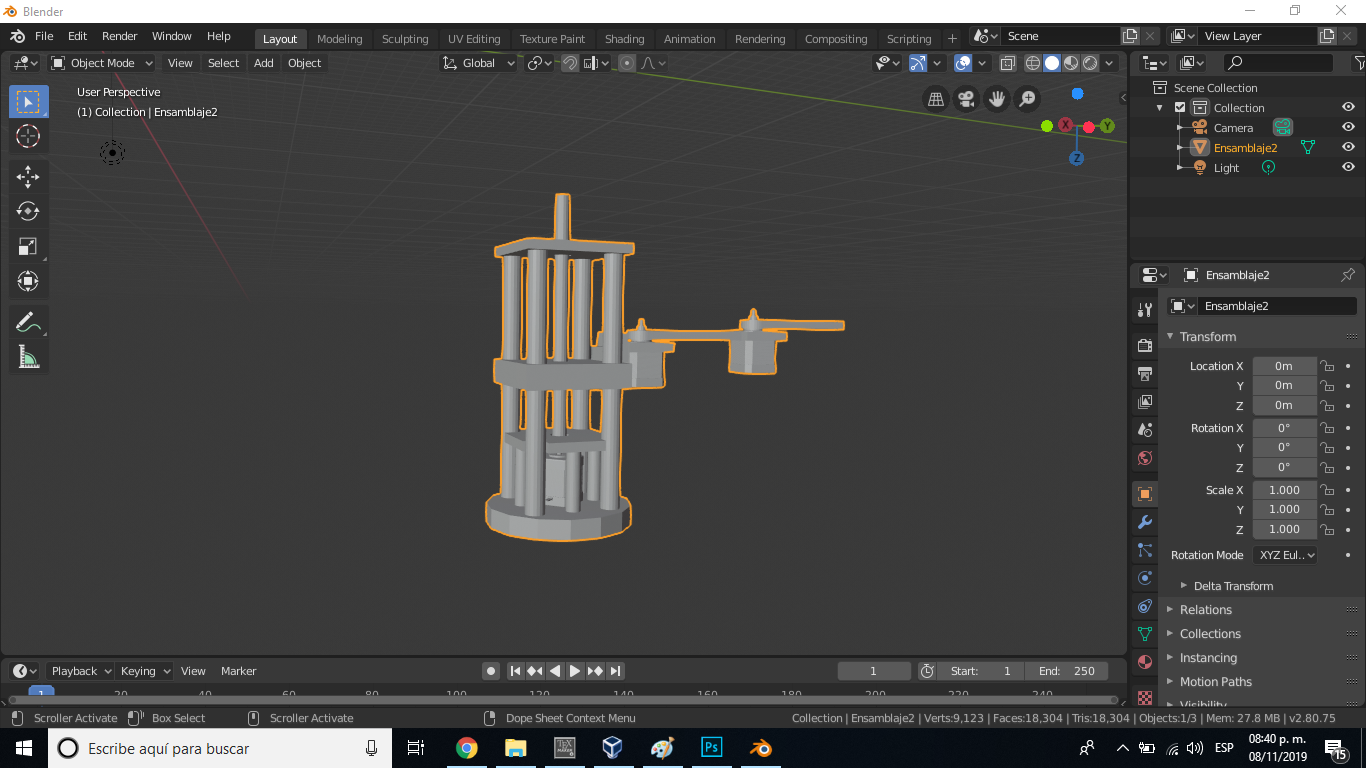 Blender
File Edit Render Window Help Layout Modeling Sculpting UV Editing Texture Paint Shading Animation Rendering Compositing Scripting + Scene View Layer
Object Mode View Select Add Object Global
User Perspective
(1) Collection | Ensamblaje2
X Y
Z
Scene Collection
Collection
Camera
Ensamblaje2
Light
Ensamblaje2
Ensamblaje2
Transform
Location X 0m
Y 0m
Z 0m
Rotation X 0°
Y 0°
Z 0°
Scale X 1.000
Y 1.000
Z 1.000
Rotation Mode XYZ Eul..
Delta Transform
Relations
Collections
Instancing
Motion Paths
Visibility
Playback Keying View Marker 1 Start: 1 End: 250
1 20 40 60 80 100 120 140 160 180 200 220 240
Scroller Activate Box Select Scroller Activate Dope Sheet Context Menu Collection | Ensamblaje2 | Verts:9,123 | Faces:18,304 | Tris:18,304 | Objects:1/3 | Mem: 27.8 MB | v2.80.75
Escribe aquí para buscar TEX Ps ESP 08:40 p. m.
08/11/2019 15